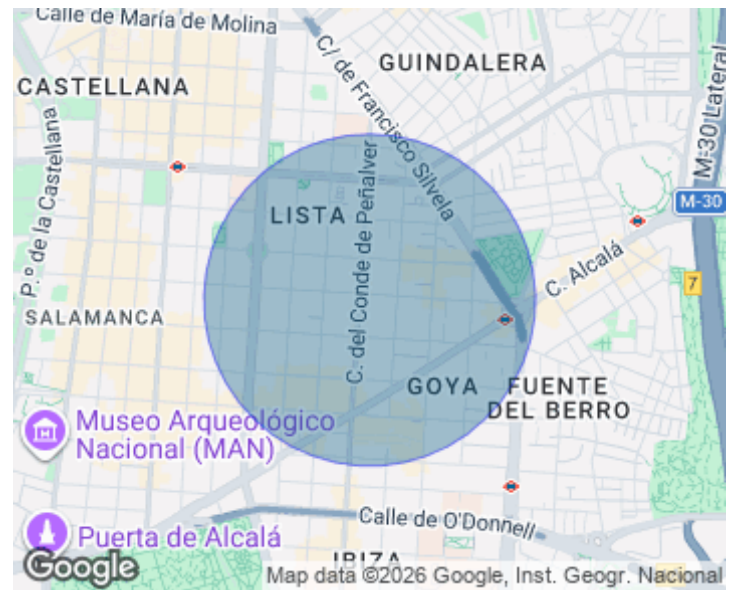 Calle de María de Molina
C/ de Francisco Silvela
GUINDALERA
CASTELLANA
M-30 Lateral
P.º de la Castellana
C. del Conde de Peñalver
LISTA
M-30
C. Alcalá
7
SALAMANCA
GOYA
FUENTE
DEL BERRO
Museo Arqueológico
Nacional (MAN)
Calle de O'Donnell
Puerta de Alcalá
IBIZA
Google
Map data ©2026 Google, Inst. Geogr. Nacional